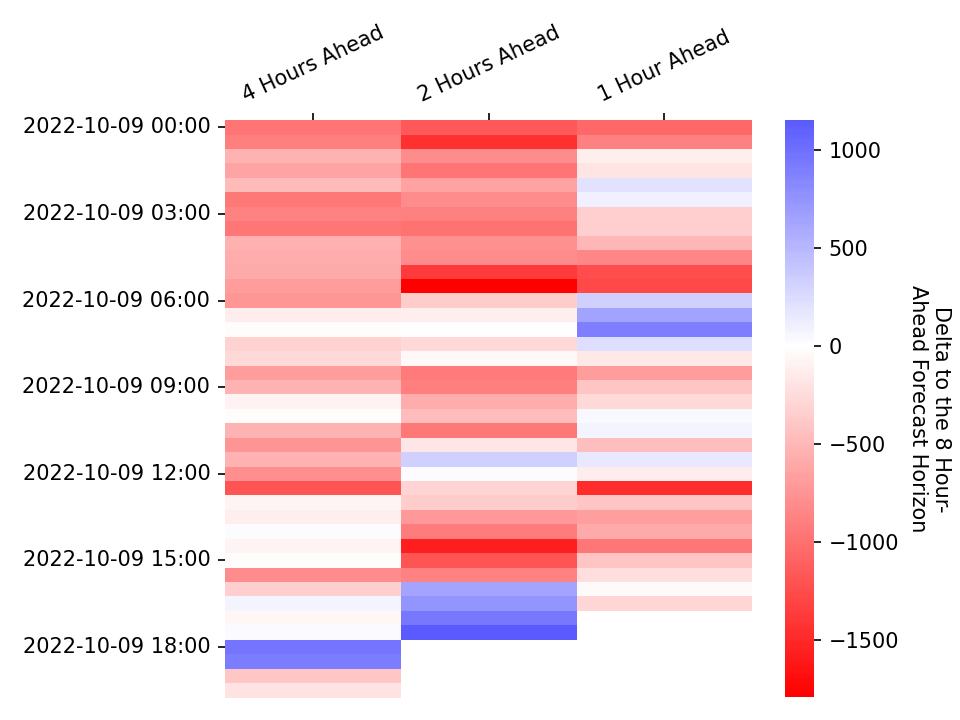 4 Hours Ahead
2 Hours Ahead
1 Hour Ahead
2022-10-09 00:00
2022-10-09 03:00
2022-10-09 06:00
2022-10-09 09:00
2022-10-09 12:00
2022-10-09 15:00
2022-10-09 18:00
1000
500
0
−500
−1000
−1500
Delta to the 8 Hour-
Ahead Forecast Horizon